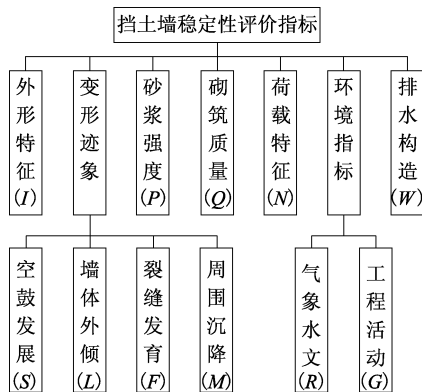 挡土墙稳定性评价指标
外形特征(I)
变形迹象
砂浆强度(P)
砌筑质量(Q)
荷载特征(N)
环境指标
排水构造(W)
空鼓发展(S)
墙体外倾(L)
裂缝发育(F)
周围沉降(M)
气象水文(R)
工程活动(G)